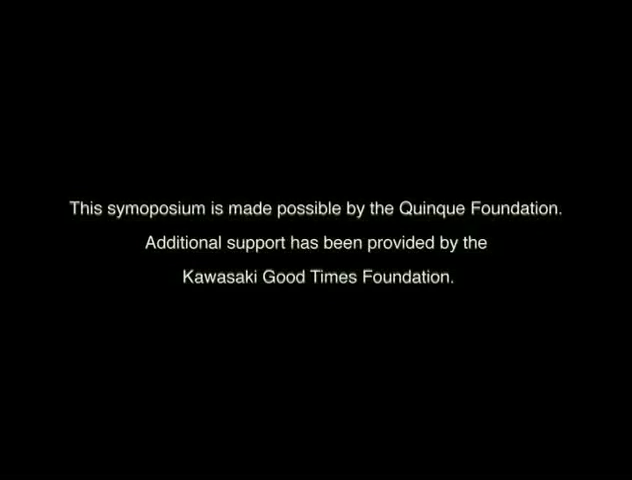 This symoposium is made possible by the Quinque Foundation.
Additional support has been provided by the
Kawasaki Good Times Foundation.